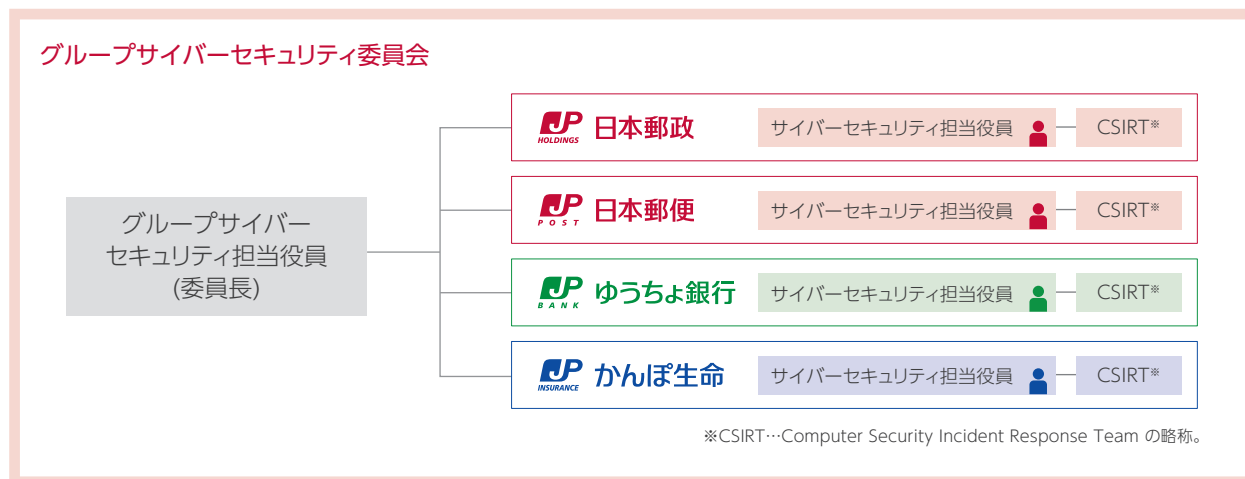 グループサイバーセキュリティ委員会
グループサイバー
セキュリティ担当役員
(委員長)
JP HOLDINGS 日本郵政 サイバーセキュリティ担当役員 CSIRT※
JP POST 日本郵便 サイバーセキュリティ担当役員 CSIRT※
JP BANK ゆうちょ銀行 サイバーセキュリティ担当役員 CSIRT※
JP INSURANCE かんぽ生命 サイバーセキュリティ担当役員 CSIRT※
※CSIRT…Computer Security Incident Response Team の略称。